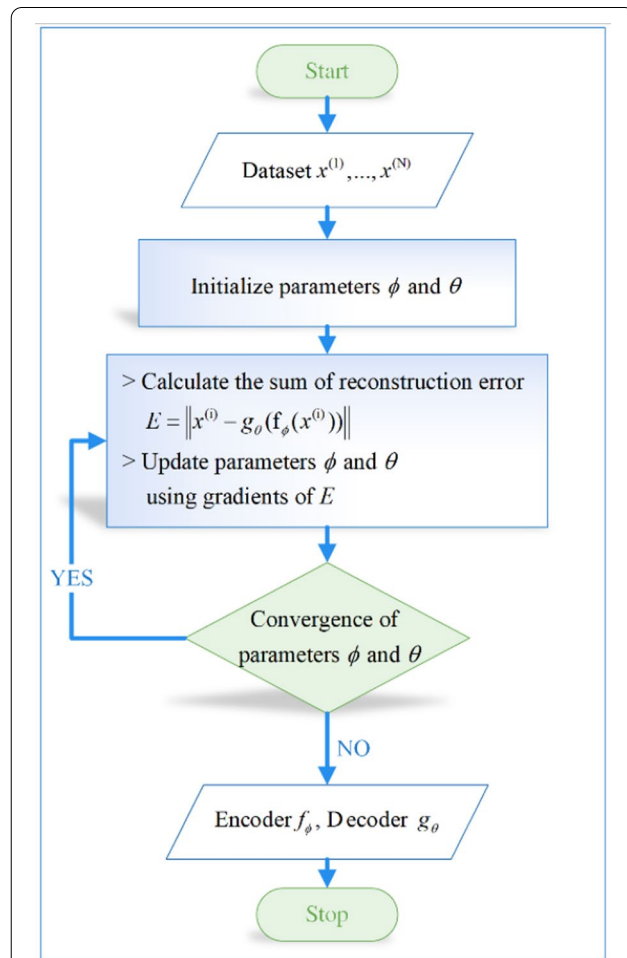 Start
Dataset x⁽¹⁾,..., x⁽ᴺ⁾
Initialize parameters ϕ and θ
> Calculate the sum of reconstruction error
E = ‖x⁽ⁱ⁾ − g_θ(f_ϕ(x⁽ⁱ⁾))‖
> Update parameters ϕ and θ
using gradients of E
YES
Convergence of
parameters ϕ and θ
NO
Encoder f_ϕ, Decoder g_θ
Stop